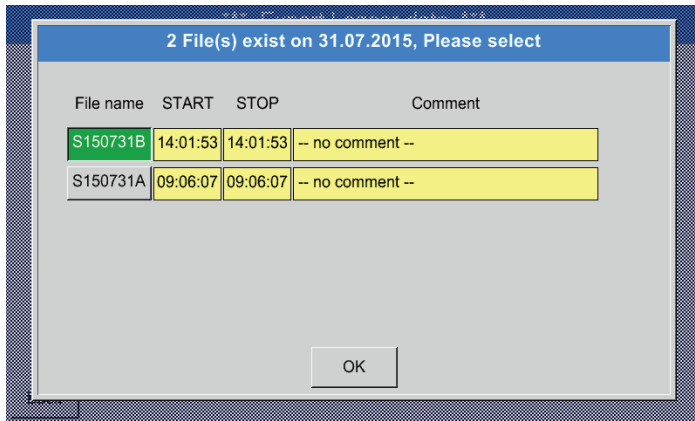 2 File(s) exist on 31.07.2015, Please select
File name START STOP Comment
S150731B 14:01:53 14:01:53 -- no comment --
S150731A 09:06:07 09:06:07 -- no comment --
OK